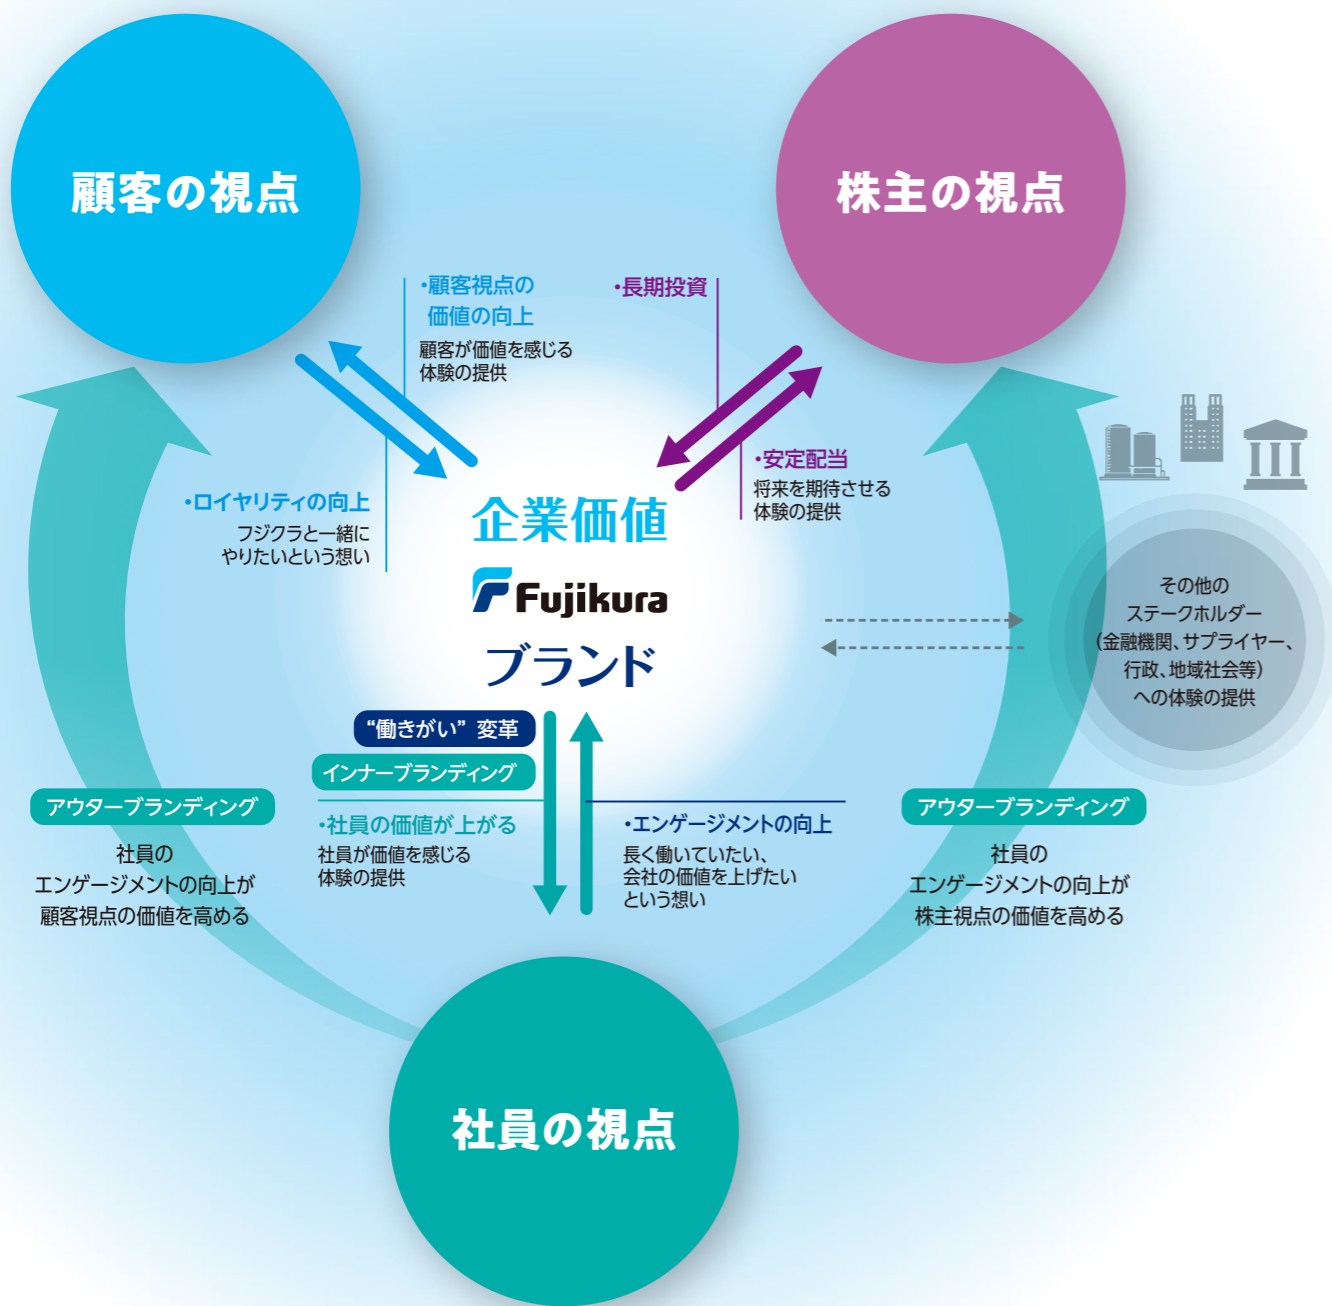 顧客の視点
株主の視点
・顧客視点の
価値の向上
顧客が価値を感じる
体験の提供
・長期投資
・ロイヤリティの向上
フジクラと一緒に
やりたいという想い
・安定配当
将来を期待させる
体験の提供
企業価値
Fujikura
ブランド
その他の
ステークホルダー
(金融機関、サプライヤー、
行政、地域社会等)
への体験の提供
“働きがい” 変革
インナーブランディング
・社員の価値が上がる
社員が価値を感じる
体験の提供
・エンゲージメントの向上
長く働いていたい、
会社の価値を上げたい
という想い
アウターブランディング
社員の
エンゲージメントの向上が
顧客視点の価値を高める
アウターブランディング
社員の
エンゲージメントの向上が
株主視点の価値を高める
社員の視点